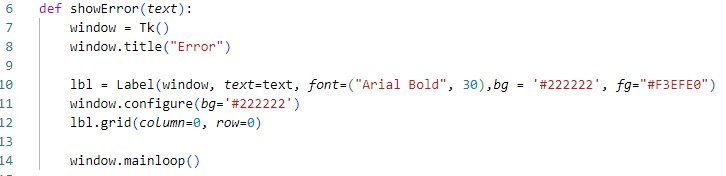 6 def showError(text):
7 window = Tk()
8 window.title("Error")
9
10 lbl = Label(window, text=text, font=("Arial Bold", 30),bg = '#222222', fg="#F3EFE0")
11 window.configure(bg='#222222')
12 lbl.grid(column=0, row=0)
13
14 window.mainloop()